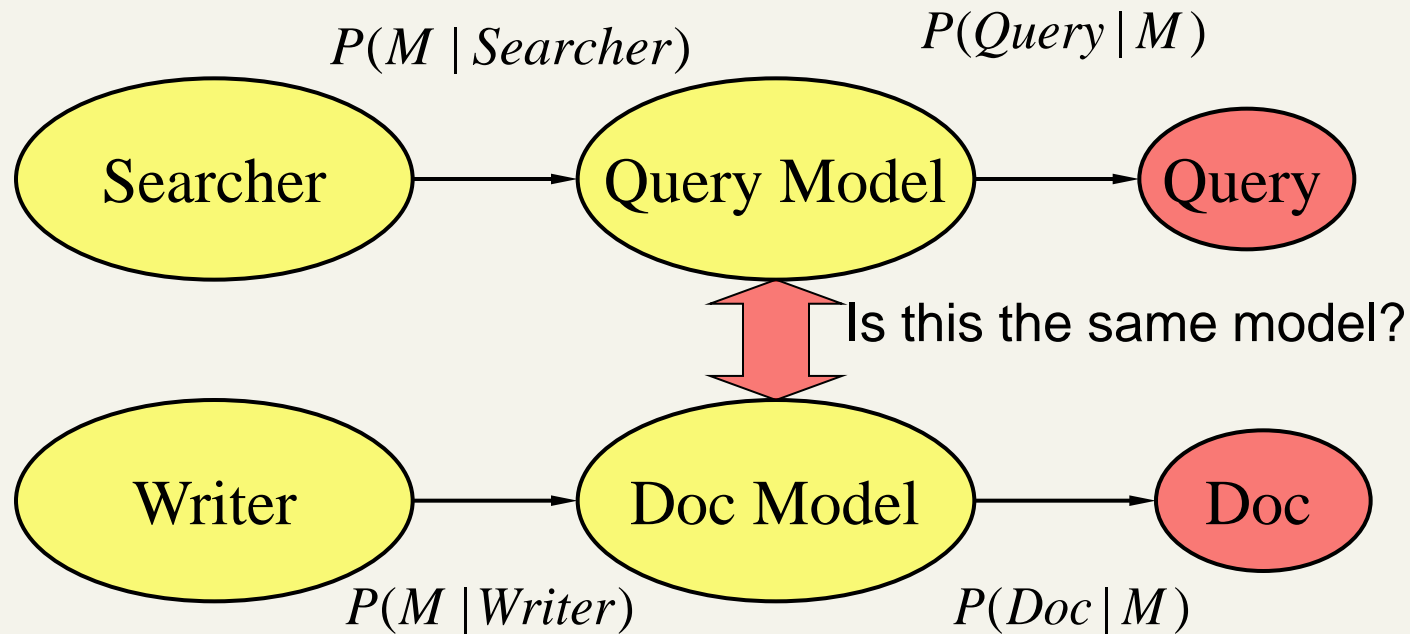 P(M | Searcher)
P(Query | M)
Searcher
Query Model
Query
Is this the same model?
Writer
Doc Model
Doc
P(M | Writer)
P(Doc | M)